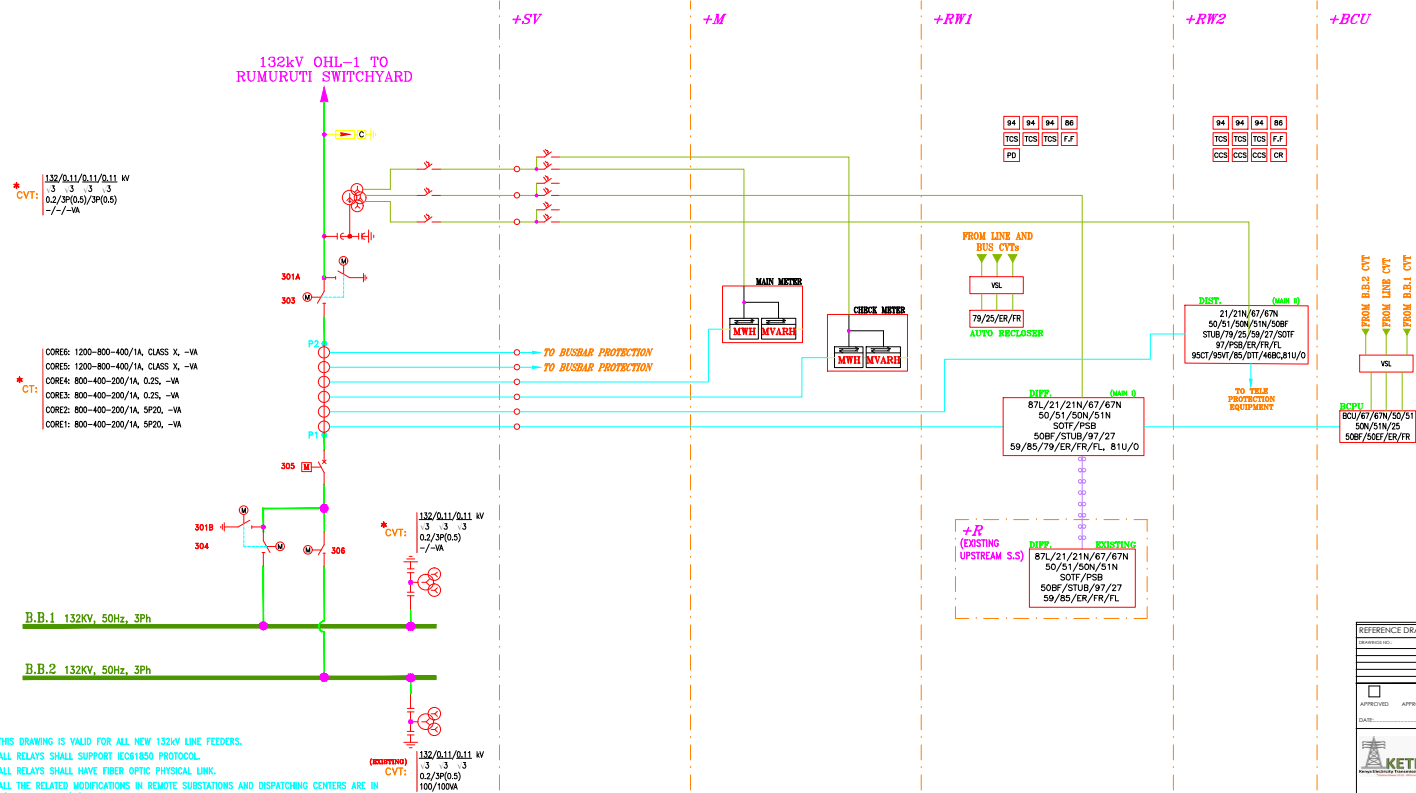 +SV
+M
+RW1
+RW2
+BCU
132kV OHL-1 TO
RUMURUTI SWITCHYARD
C
94 94 94 86
TCS TCS TCS F.F
PD
94 94 94 86
TCS TCS TCS F.F
CCS CCS CCS CR
*
CVT:
132/0.11/0.11/0.11 kV
√3 √3 √3 √3
0.2/3P(0.5)/3P(0.5)
-/-/-VA
FROM LINE AND
BUS CVTs
VSL
79/25/ER/FR
AUTO RECLOSER
FROM B.B.2 CVT
FROM LINE CVT
FROM B.B.1 CVT
VSL
M
301A
303 M
MAIN METER
MWH MVARH
CHECK METER
MWH MVARH
DIST. (MAIN II)
21/21N/67/67N
50/51/50N/51N/50BF
STUB/79/25/59/27/SOTF
97/PSB/ER/FR/FL
95CT/95VT/85/DTT/46BC,81U/O
TO TELE
PROTECTION
EQUIPMENT
P2
*
CT:
CORE6: 1200-800-400/1A, CLASS X, -VA
CORE5: 1200-800-400/1A, CLASS X, -VA
CORE4: 800-400-200/1A, 0.2S, -VA
CORE3: 800-400-200/1A, 0.2S, -VA
CORE2: 800-400-200/1A, 5P20, -VA
CORE1: 800-400-200/1A, 5P20, -VA
P1
TO BUSBAR PROTECTION
TO BUSBAR PROTECTION
DIFF. (MAIN I)
87L/21/21N/67/67N
50/51/50N/51N
SOTF/PSB
50BF/STUB/97/27
59/85/79/ER/FR/FL, 81U/O
BCPU
BCU/67/67N/50/51
50N/51N/25
50BF/50EF/ER/FR
305 M
M
301B
304 M
M 306
*
CVT:
132/0.11/0.11 kV
√3 √3 √3
0.2/3P(0.5)
-/-VA
+R
(EXISTING
UPSTREAM S.S)
DIFF. EXISTING
87L/21/21N/67/67N
50/51/50N/51N
SOTF/PSB
50BF/STUB/97/27
59/85/ER/FR/FL
B.B.1 132KV, 50Hz, 3Ph
B.B.2 132KV, 50Hz, 3Ph
(EXISTING)
CVT:
132/0.11/0.11 kV
√3 √3 √3
0.2/3P(0.5)
100/100VA
THIS DRAWING IS VALID FOR ALL NEW 132kV LINE FEEDERS.
ALL RELAYS SHALL SUPPORT IEC61850 PROTOCOL.
ALL RELAYS SHALL HAVE FIBER OPTIC PHYSICAL LINK.
ALL THE RELATED MODIFICATIONS IN REMOTE SUBSTATIONS AND DISPATCHING CENTERS ARE IN
REFERENCE DRA
DRAWINGS NO.:
APPROVED APPR
DATE:
KET
Kenya Electricity Transmis